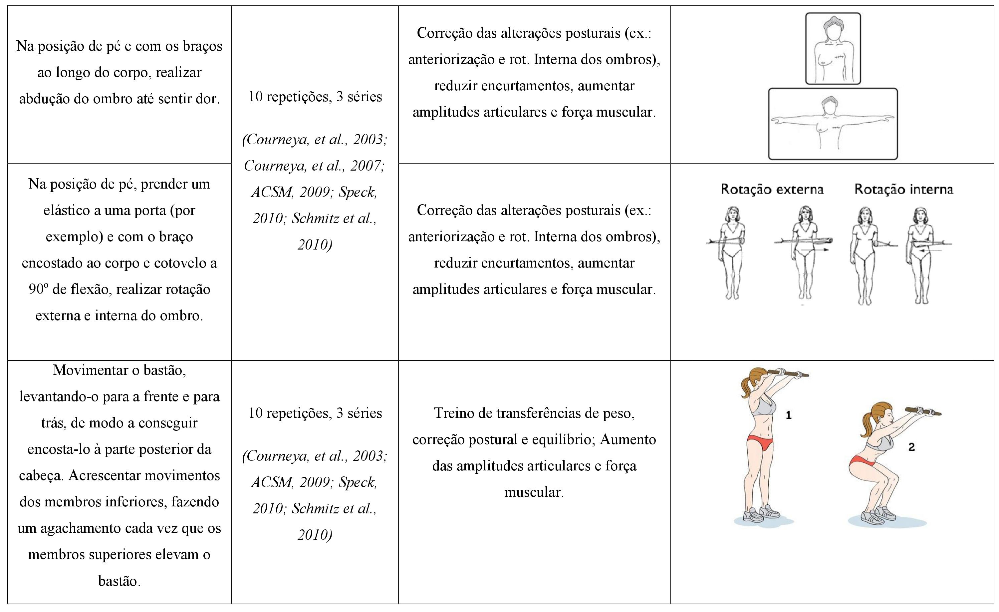 Na posição de pé e com os braços
ao longo do corpo, realizar
abdução do ombro até sentir dor.
10 repetições, 3 séries
(Courneya, et al., 2003;
Courneya, et al., 2007;
ACSM, 2009; Speck,
2010; Schmitz et al.,
2010)
Correção das alterações posturais (ex.:
anteriorização e rot. Interna dos ombros),
reduzir encurtamentos, aumentar
amplitudes articulares e força muscular.
Na posição de pé, prender um
elástico a uma porta (por
exemplo) e com o braço
encostado ao corpo e cotovelo a
90º de flexão, realizar rotação
externa e interna do ombro.
Correção das alterações posturais (ex.:
anteriorização e rot. Interna dos ombros),
reduzir encurtamentos, aumentar
amplitudes articulares e força muscular.
Rotação externa Rotação interna
Movimentar o bastão,
levantando-o para a frente e para
trás, de modo a conseguir
encosta-lo à parte posterior da
cabeça. Acrescentar movimentos
dos membros inferiores, fazendo
um agachamento cada vez que os
membros superiores elevam o
bastão.
10 repetições, 3 séries
(Courneya, et al., 2003;
ACSM, 2009; Speck,
2010; Schmitz et al.,
2010)
Treino de transferências de peso,
correção postural e equilíbrio; Aumento
das amplitudes articulares e força
muscular.
1
2